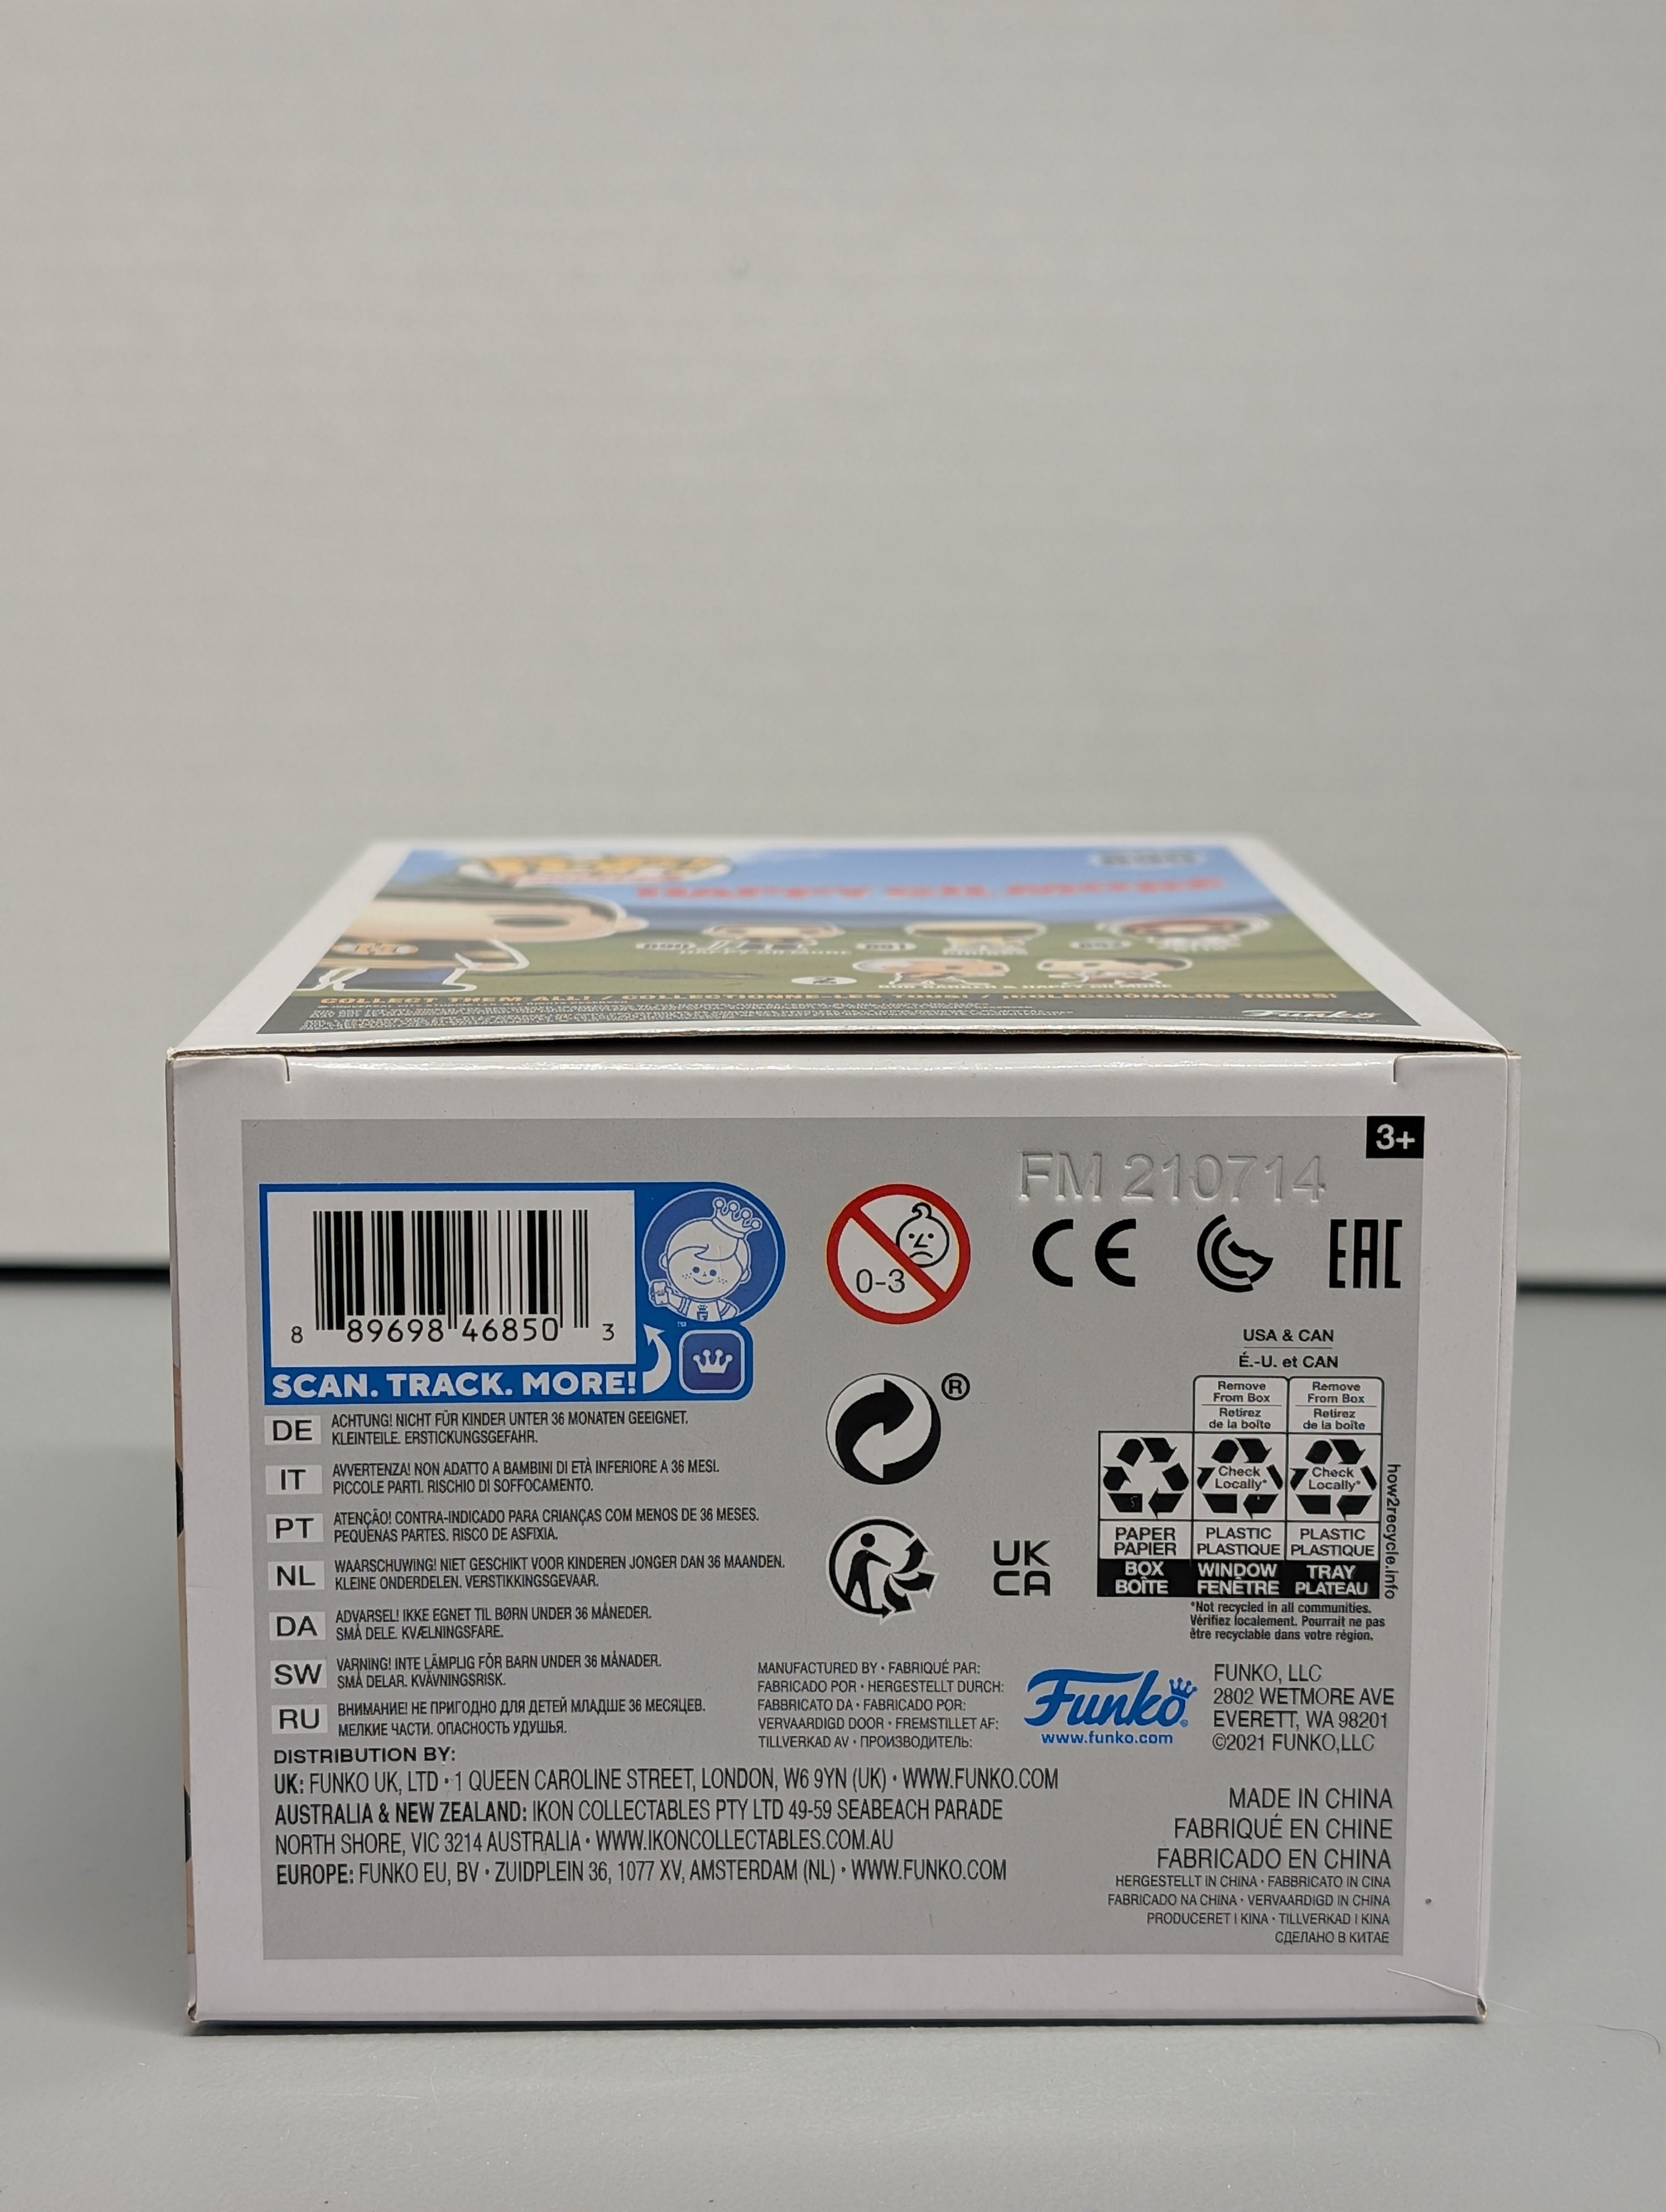 HAPPY GILMORE
890
HAPPY GILMORE
891
892
2
BOB BARKER & HAPPY GILMORE
COLLECT THEM ALL! / COLLECTIONNE-LES TOUS! / ¡COLECCIÓNALOS TODOS!
Funko
3+
FM 210714
8 89698 46850 3
SCAN. TRACK. MORE!
™
0-3
CE
EAC
®
UK
CA
USA & CAN
É.-U. et CAN
Remove From Box
Retirez de la boîte
Remove From Box
Retirez de la boîte
Check Locally*
Check Locally*
PAPER
PAPIER
PLASTIC
PLASTIQUE
PLASTIC
PLASTIQUE
BOX
BOÎTE
WINDOW
FENÊTRE
TRAY
PLATEAU
how2recycle.info
*Not recycled in all communities.
Vérifiez localement. Pourrait ne pas
être recyclable dans votre région.
DE ACHTUNG! NICHT FÜR KINDER UNTER 36 MONATEN GEEIGNET.
KLEINTEILE. ERSTICKUNGSGEFAHR.
IT AVVERTENZA! NON ADATTO A BAMBINI DI ETÀ INFERIORE A 36 MESI.
PICCOLE PARTI. RISCHIO DI SOFFOCAMENTO.
PT ATENÇÃO! CONTRA-INDICADO PARA CRIANÇAS COM MENOS DE 36 MESES.
PEQUENAS PARTES. RISCO DE ASFIXIA.
NL WAARSCHUWING! NIET GESCHIKT VOOR KINDEREN JONGER DAN 36 MAANDEN.
KLEINE ONDERDELEN. VERSTIKKINGSGEVAAR.
DA ADVARSEL! IKKE EGNET TIL BØRN UNDER 36 MÅNEDER.
SMÅ DELE. KVÆLNINGSFARE.
SW VARNING! INTE LÄMPLIG FÖR BARN UNDER 36 MÅNADER.
SMÅ DELAR. KVÄVNINGSRISK.
RU ВНИМАНИЕ! НЕ ПРИГОДНО ДЛЯ ДЕТЕЙ МЛАДШЕ 36 МЕСЯЦЕВ.
МЕЛКИЕ ЧАСТИ. ОПАСНОСТЬ УДУШЬЯ.
MANUFACTURED BY • FABRIQUÉ PAR:
FABRICADO POR • HERGESTELLT DURCH:
FABBRICATO DA • FABRICADO POR:
VERVAARDIGD DOOR • FREMSTILLET AF:
TILLVERKAD AV • ПРОИЗВОДИТЕЛЬ:
Funko®
www.funko.com
FUNKO, LLC
2802 WETMORE AVE
EVERETT, WA 98201
©2021 FUNKO,LLC
DISTRIBUTION BY:
UK: FUNKO UK, LTD • 1 QUEEN CAROLINE STREET, LONDON, W6 9YN (UK) • WWW.FUNKO.COM
AUSTRALIA & NEW ZEALAND: IKON COLLECTABLES PTY LTD 49-59 SEABEACH PARADE
NORTH SHORE, VIC 3214 AUSTRALIA • WWW.IKONCOLLECTABLES.COM.AU
EUROPE: FUNKO EU, BV • ZUIDPLEIN 36, 1077 XV, AMSTERDAM (NL) • WWW.FUNKO.COM
MADE IN CHINA
FABRIQUÉ EN CHINE
FABRICADO EN CHINA
HERGESTELLT IN CHINA • FABBRICATO IN CINA
FABRICADO NA CHINA • VERVAARDIGD IN CHINA
PRODUCERET I KINA • TILLVERKAD I KINA
СДЕЛАНО В КИТАЕ